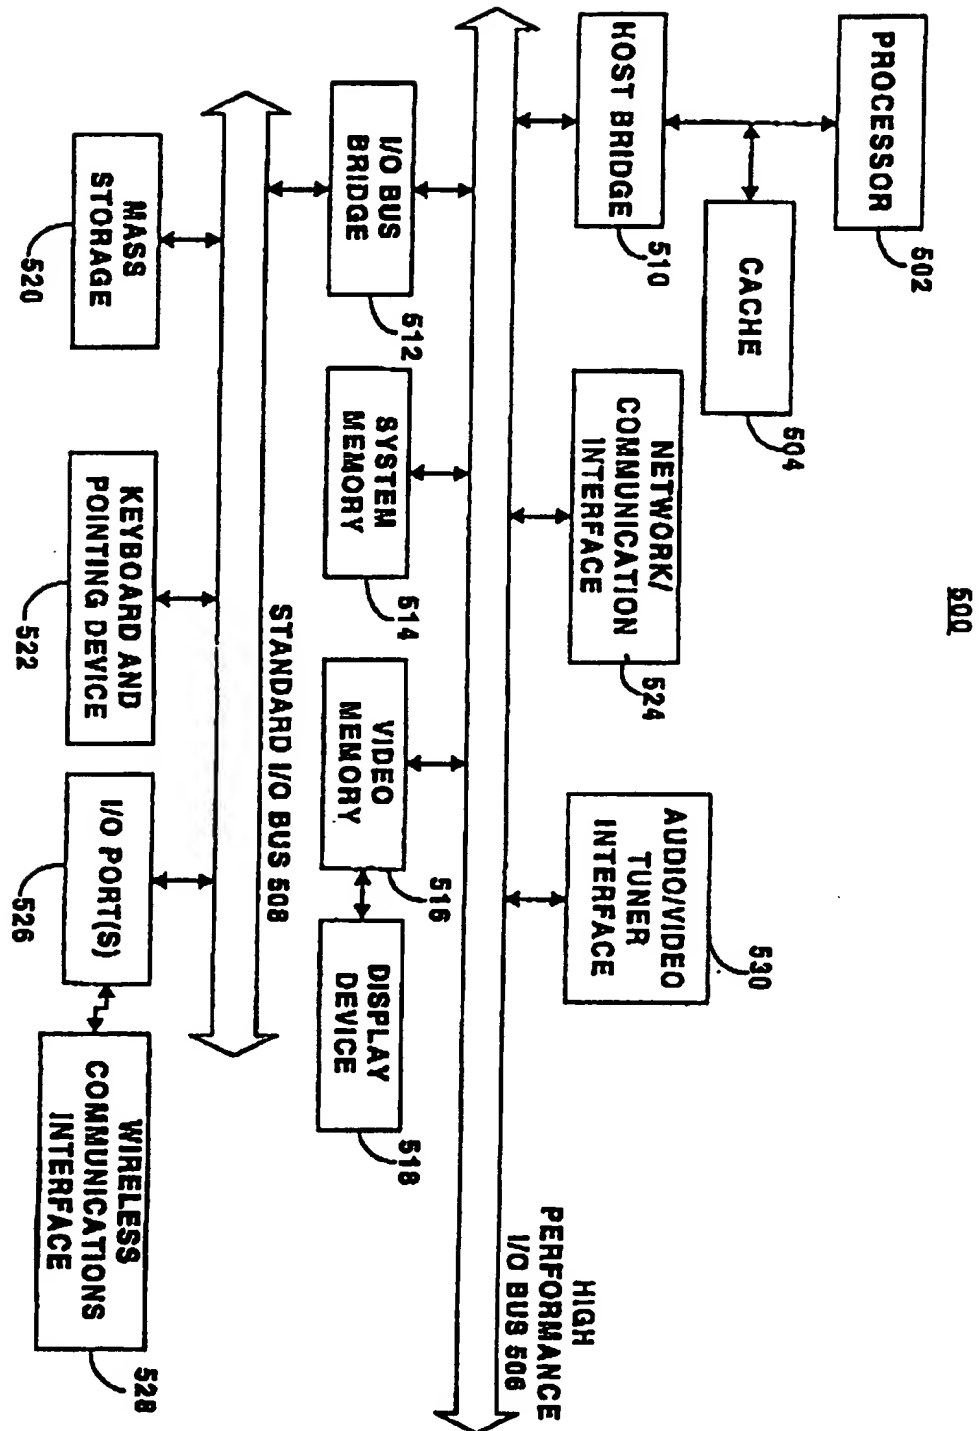 500
PROCESSOR
502
CACHE
504
HOST BRIDGE
510
NETWORK/
COMMUNICATION
INTERFACE
524
AUDIO/VIDEO
TUNER
INTERFACE
530
HIGH
PERFORMANCE
I/O BUS 506
I/O BUS
BRIDGE
512
SYSTEM
MEMORY
514
VIDEO
MEMORY
516
DISPLAY
DEVICE
518
STANDARD I/O BUS 508
MASS
STORAGE
520
KEYBOARD AND
POINTING DEVICE
522
I/O PORT(S)
526
WIRELESS
COMMUNICATIONS
INTERFACE
528